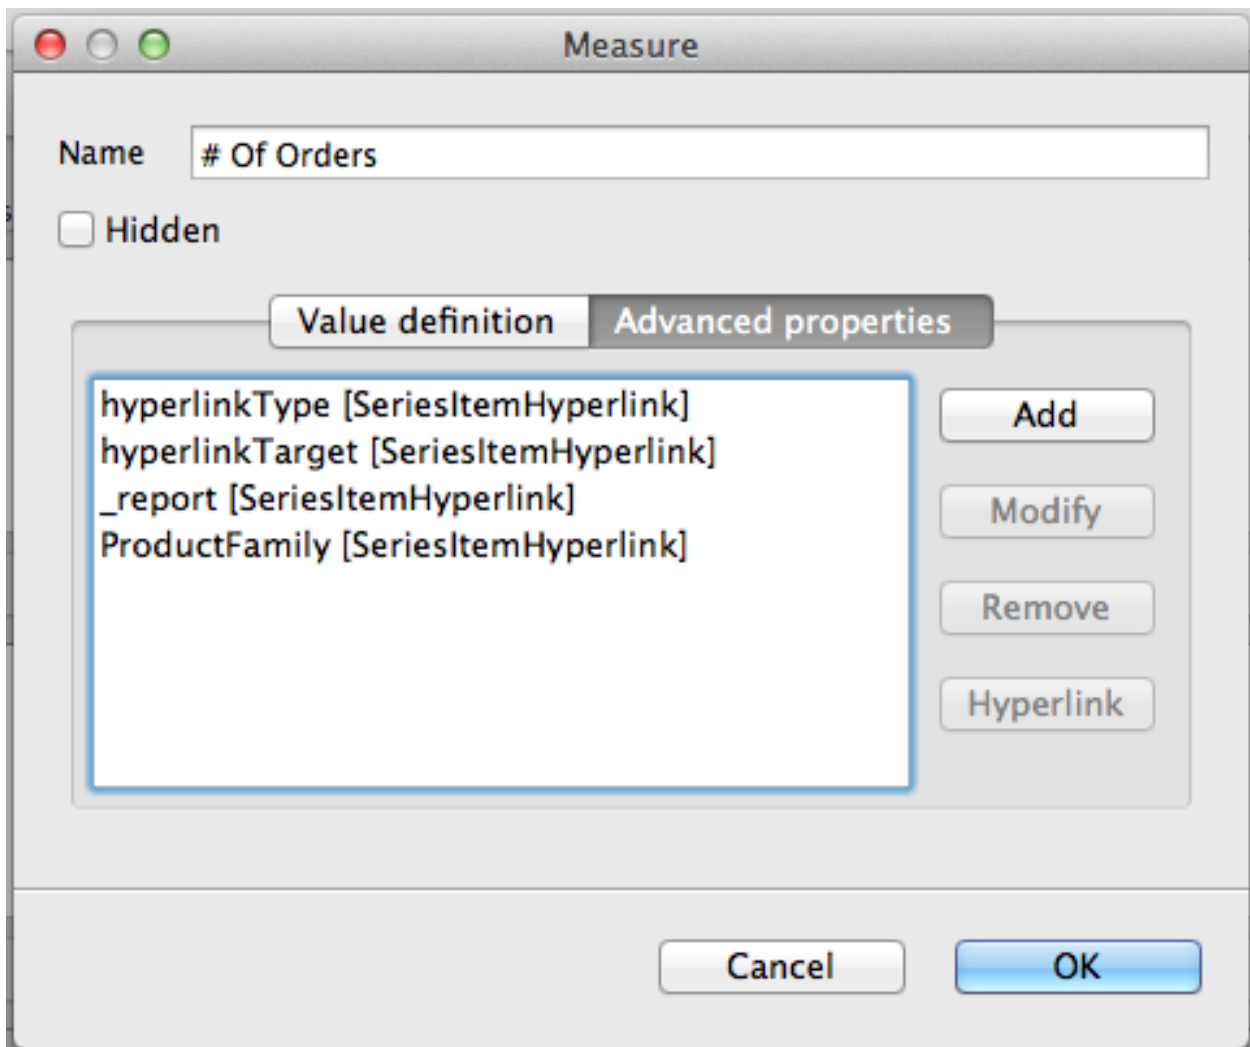 Measure
Name
# Of Orders
Hidden
Value definition
Advanced properties
hyperlinkType [SeriesItemHyperlink]
hyperlinkTarget [SeriesItemHyperlink]
_report [SeriesItemHyperlink]
ProductFamily [SeriesItemHyperlink]
Add
Modify
Remove
Hyperlink
Cancel
OK